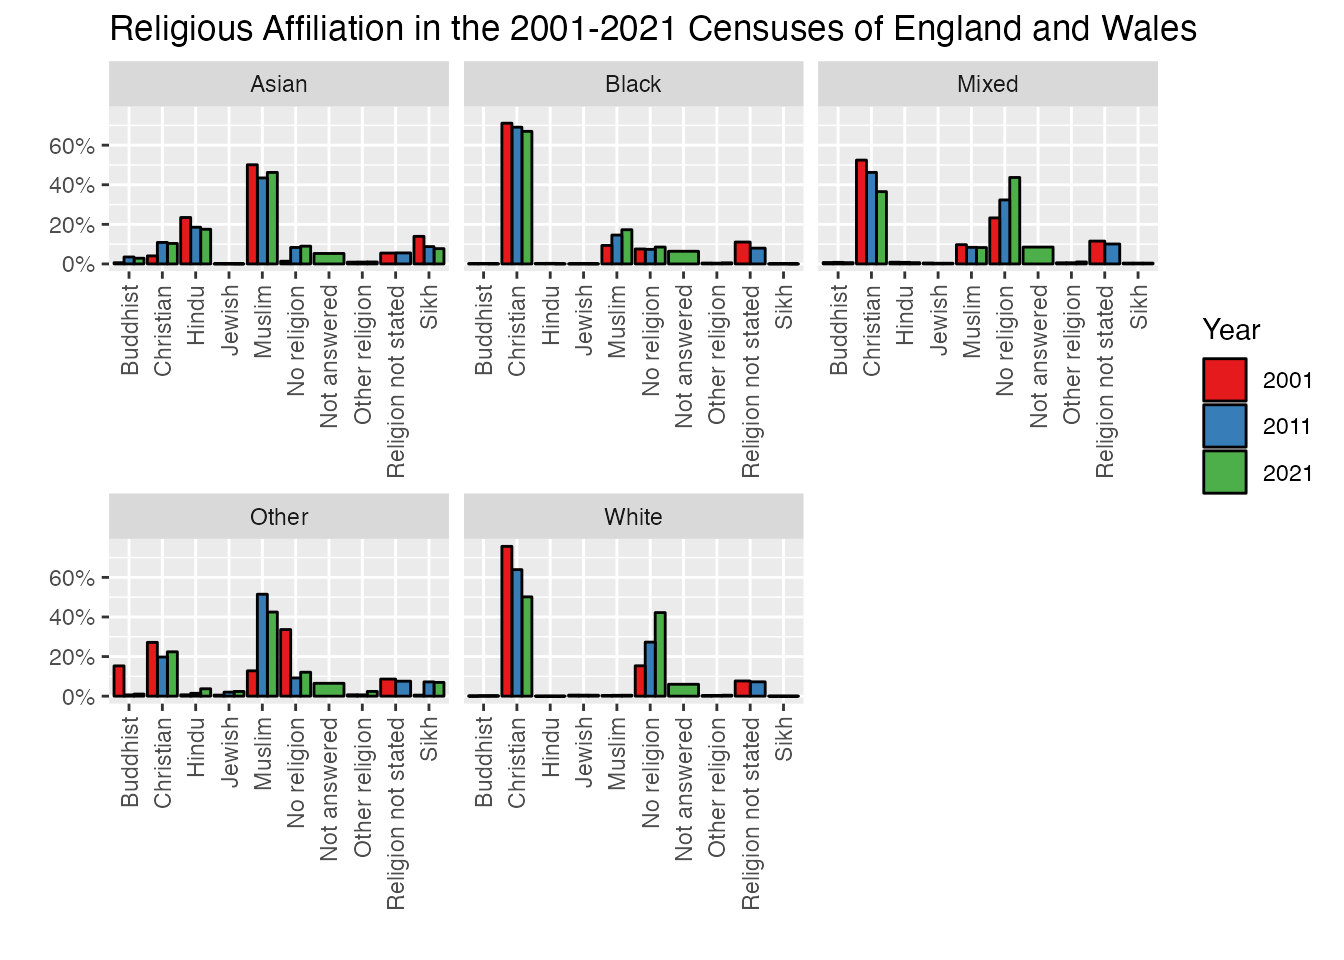 Religious Affiliation in the 2001-2021 Censuses of England and Wales
Asian
Black
Mixed
60%
40%
20%
0%
Buddhist
Christian
Hindu
Jewish
Muslim
No religion
Not answered
Other religion
Religion not stated
Sikh
Buddhist
Christian
Hindu
Jewish
Muslim
No religion
Not answered
Other religion
Religion not stated
Sikh
Buddhist
Christian
Hindu
Jewish
Muslim
No religion
Not answered
Other religion
Religion not stated
Sikh
Year
2001
2011
2021
Other
White
60%
40%
20%
0%
Buddhist
Christian
Hindu
Jewish
Muslim
No religion
Not answered
Other religion
Religion not stated
Sikh
Buddhist
Christian
Hindu
Jewish
Muslim
No religion
Not answered
Other religion
Religion not stated
Sikh